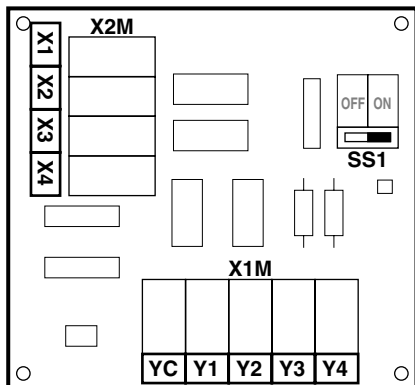 X2M
X1
X2
X3
X4
OFF ON
SS1
X1M
YC Y1 Y2 Y3 Y4